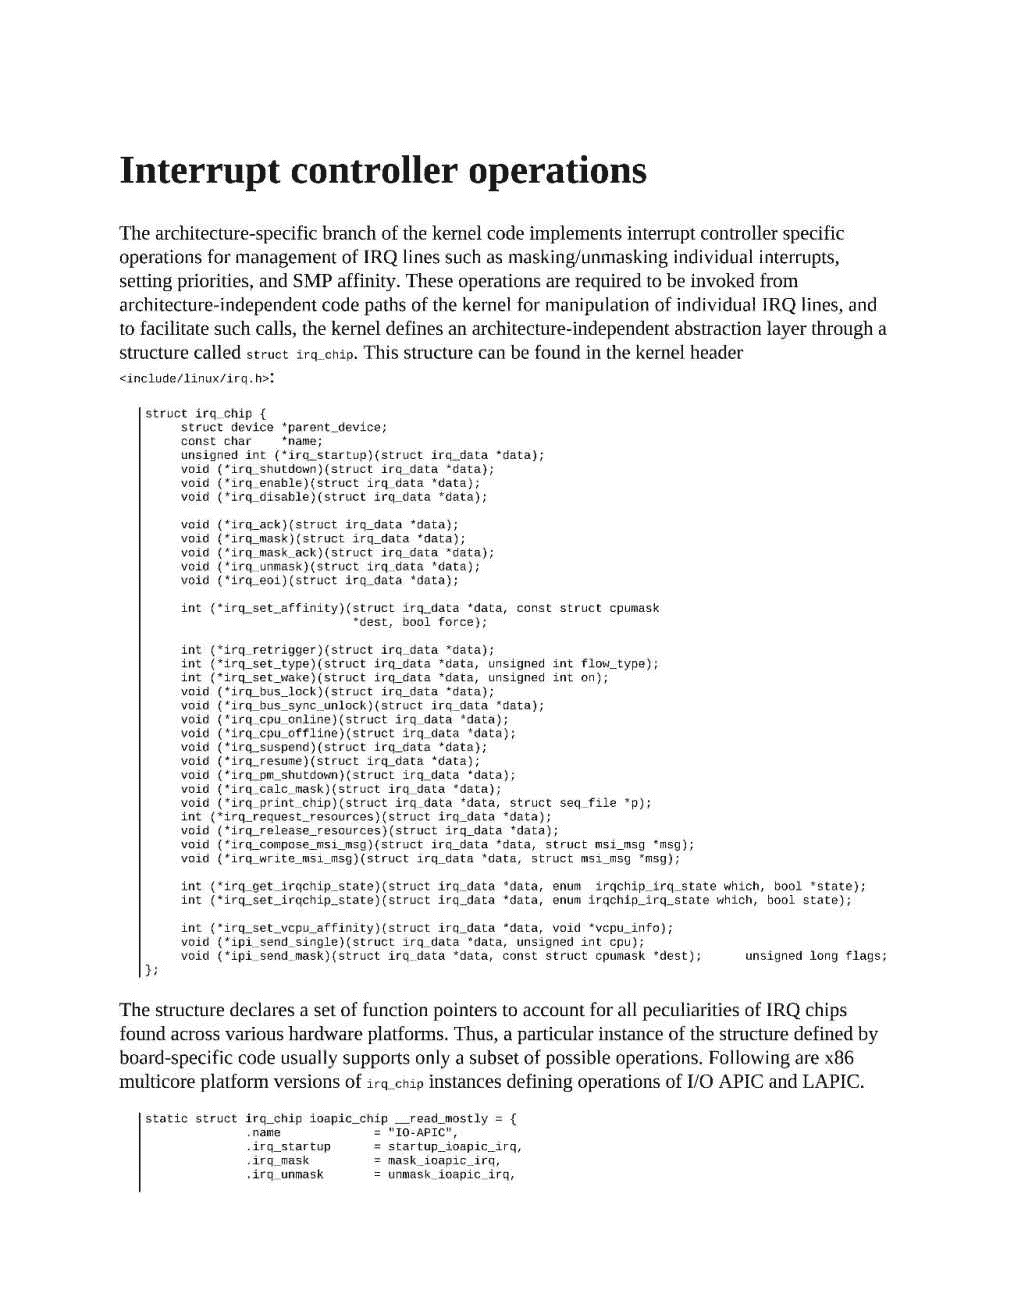 Interrupt controller operations
The architecture-specific branch of the kernel code implements interrupt controller specific
operations for management of IRQ lines such as masking/unmasking individual interrupts,
setting priorities, and SMP affinity. These operations are required to be invoked from
architecture-independent code paths of the kernel for manipulation of individual IRQ lines, and
to facilitate such calls, the kernel defines an architecture-independent abstraction layer through a
structure called struct irq_chip. This structure can be found in the kernel header
<include/linux/irq.h>:
struct irq_chip {
struct device *parent_device;
const char    *name;
unsigned int (*irq_startup)(struct irq_data *data);
void (*irq_shutdown)(struct irq_data *data);
void (*irq_enable)(struct irq_data *data);
void (*irq_disable)(struct irq_data *data);
void (*irq_ack)(struct irq_data *data);
void (*irq_mask)(struct irq_data *data);
void (*irq_mask_ack)(struct irq_data *data);
void (*irq_unmask)(struct irq_data *data);
void (*irq_eoi)(struct irq_data *data);
int (*irq_set_affinity)(struct irq_data *data, const struct cpumask
*dest, bool force);
int (*irq_retrigger)(struct irq_data *data);
int (*irq_set_type)(struct irq_data *data, unsigned int flow_type);
int (*irq_set_wake)(struct irq_data *data, unsigned int on);
void (*irq_bus_lock)(struct irq_data *data);
void (*irq_bus_sync_unlock)(struct irq_data *data);
void (*irq_cpu_online)(struct irq_data *data);
void (*irq_cpu_offline)(struct irq_data *data);
void (*irq_suspend)(struct irq_data *data);
void (*irq_resume)(struct irq_data *data);
void (*irq_pm_shutdown)(struct irq_data *data);
void (*irq_calc_mask)(struct irq_data *data);
void (*irq_print_chip)(struct irq_data *data, struct seq_file *p);
int (*irq_request_resources)(struct irq_data *data);
void (*irq_release_resources)(struct irq_data *data);
void (*irq_compose_msi_msg)(struct irq_data *data, struct msi_msg *msg);
void (*irq_write_msi_msg)(struct irq_data *data, struct msi_msg *msg);
int (*irq_get_irqchip_state)(struct irq_data *data, enum  irqchip_irq_state which, bool *state);
int (*irq_set_irqchip_state)(struct irq_data *data, enum irqchip_irq_state which, bool state);
int (*irq_set_vcpu_affinity)(struct irq_data *data, void *vcpu_info);
void (*ipi_send_single)(struct irq_data *data, unsigned int cpu);
void (*ipi_send_mask)(struct irq_data *data, const struct cpumask *dest);      unsigned long flags;
};
The structure declares a set of function pointers to account for all peculiarities of IRQ chips
found across various hardware platforms. Thus, a particular instance of the structure defined by
board-specific code usually supports only a subset of possible operations. Following are x86
multicore platform versions of irq_chip instances defining operations of I/O APIC and LAPIC.
static struct irq_chip ioapic_chip __read_mostly = {
.name             = "IO-APIC",
.irq_startup      = startup_ioapic_irq,
.irq_mask         = mask_ioapic_irq,
.irq_unmask       = unmask_ioapic_irq,